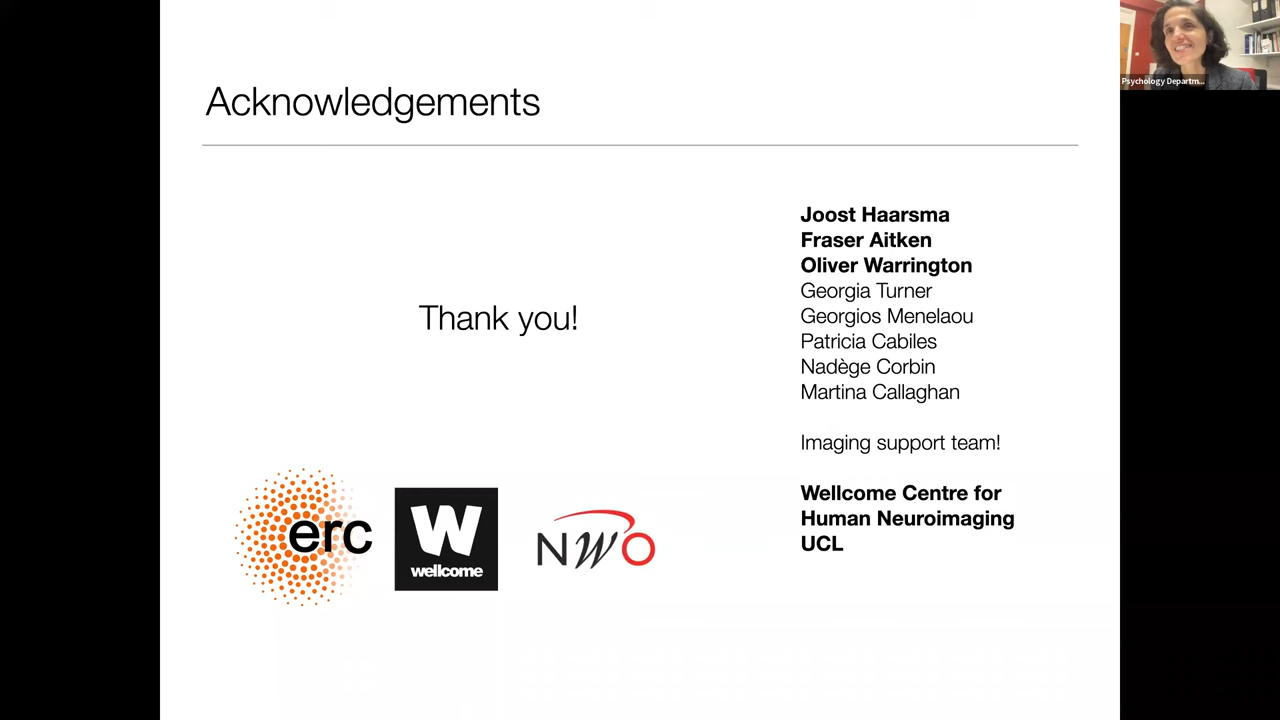 Acknowledgements
Psychology Departm...
Thank you!
Joost Haarsma
Fraser Aitken
Oliver Warrington
Georgia Turner
Georgios Menelaou
Patricia Cabiles
Nadège Corbin
Martina Callaghan
Imaging support team!
Wellcome Centre for
Human Neuroimaging
UCL
erc
W
wellcome
NWO